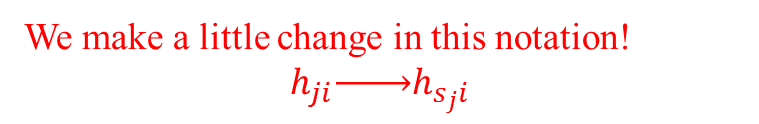 We make a little change in this notation!
h_{ji} ⟶ h_{s_j i}